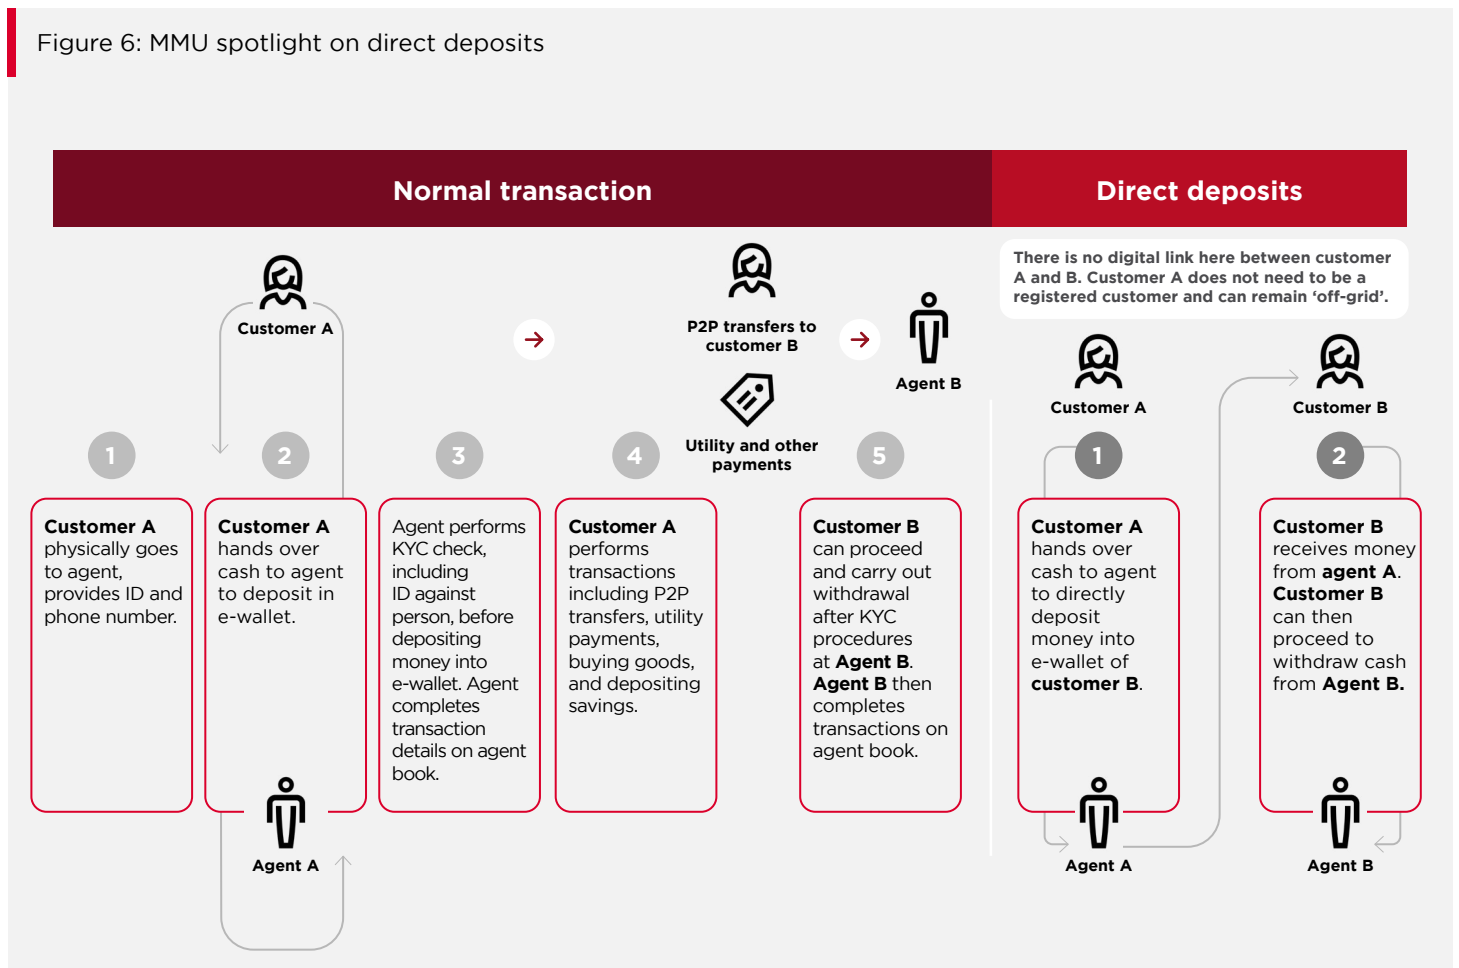 Figure 6: MMU spotlight on direct deposits
Normal transaction
Direct deposits
Customer A
P2P transfers to
customer B
Utility and other
payments
Agent B
1
Customer A
physically goes
to agent,
provides ID and
phone number.
2
Customer A
hands over
cash to agent
to deposit in
e-wallet.
Agent A
3
Agent performs
KYC check,
including
ID against
person, before
depositing
money into
e-wallet. Agent
completes
transaction
details on agent
book.
4
Customer A
performs
transactions
including P2P
transfers, utility
payments,
buying goods,
and depositing
savings.
5
Customer B
can proceed
and carry out
withdrawal
after KYC
procedures
at Agent B.
Agent B then
completes
transactions on
agent book.
There is no digital link here between customer
A and B. Customer A does not need to be a
registered customer and can remain ‘off-grid’.
Customer A
1
Customer A
hands over
cash to agent
to directly
deposit
money into
e-wallet of
customer B.
Agent A
Customer B
2
Customer B
receives money
from agent A.
Customer B
can then
proceed to
withdraw cash
from Agent B.
Agent B